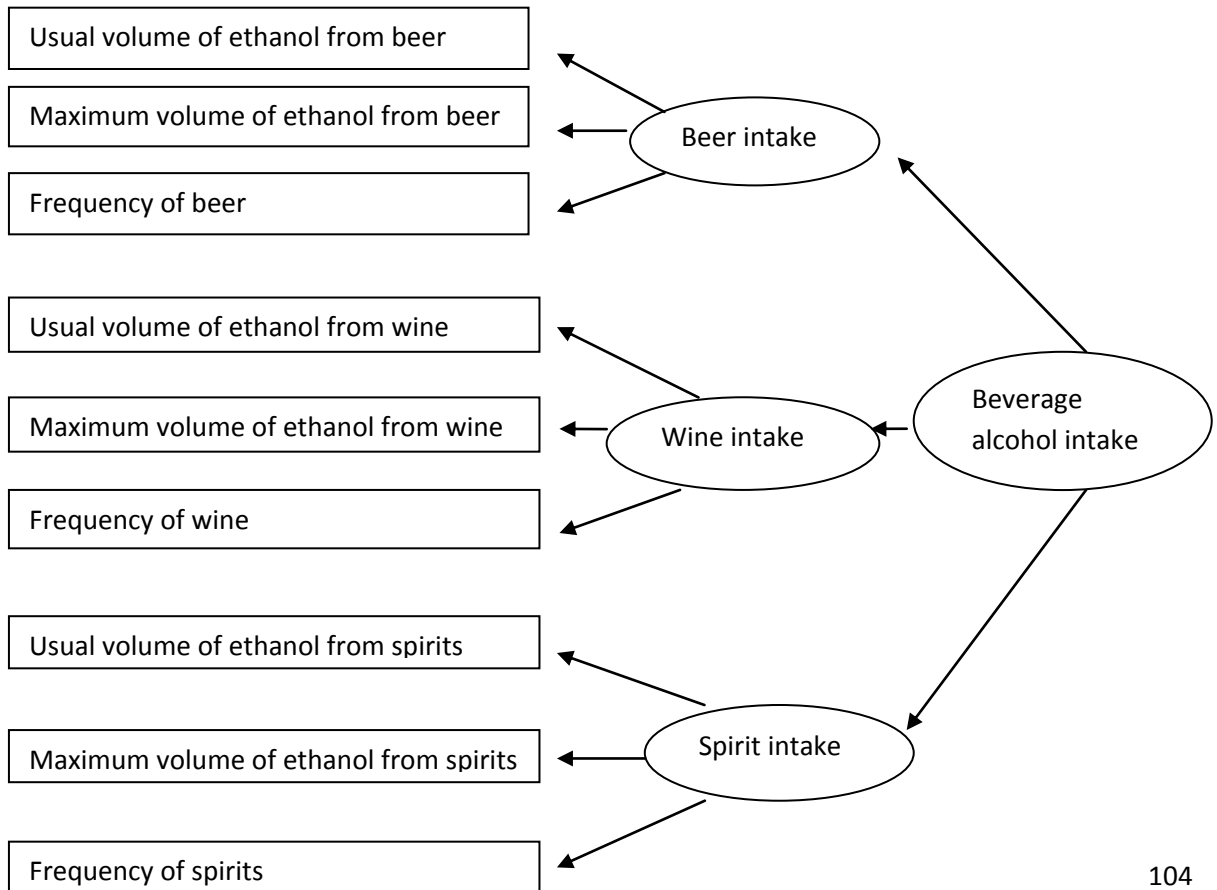 Usual volume of ethanol from beer
Maximum volume of ethanol from beer
Frequency of beer
Beer intake
Usual volume of ethanol from wine
Maximum volume of ethanol from wine
Frequency of wine
Wine intake
Beverage
alcohol intake
Usual volume of ethanol from spirits
Maximum volume of ethanol from spirits
Frequency of spirits
Spirit intake
104